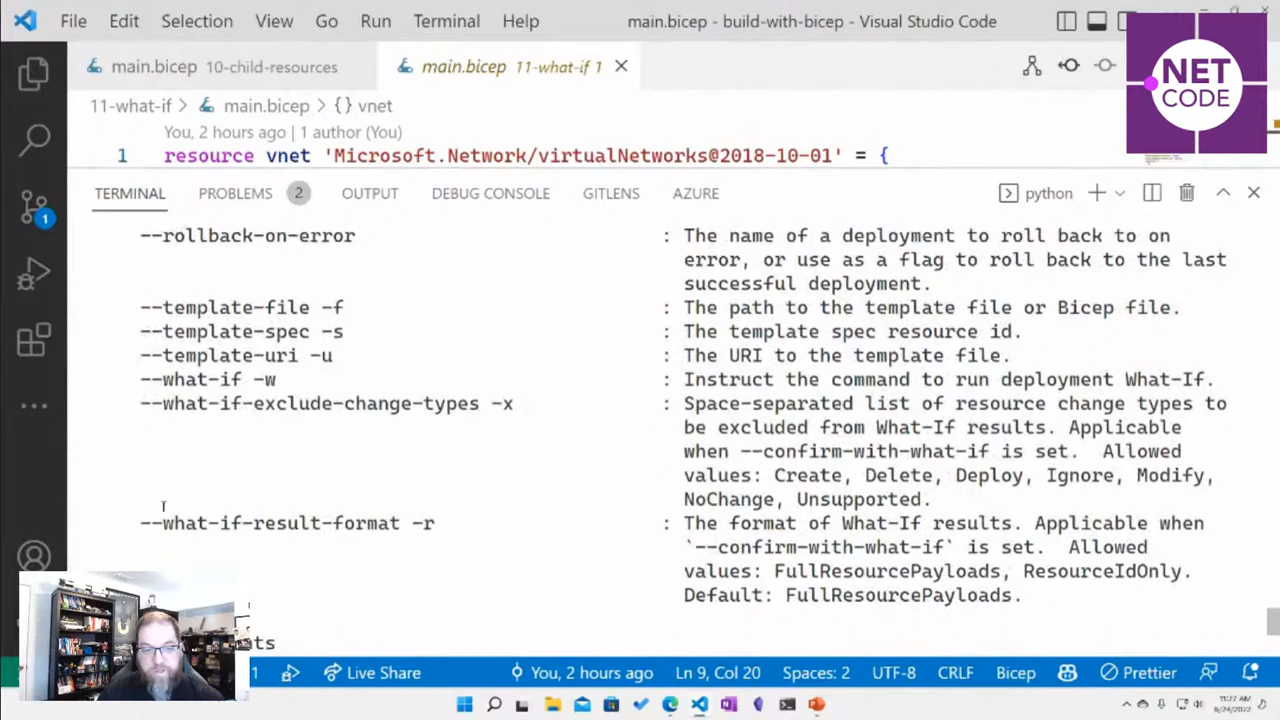 File Edit Selection View Go Run Terminal Help main.bicep - build-with-bicep - Visual Studio Code
NET
CODE
main.bicep 10-child-resources main.bicep 11-what-if 1
11-what-if > main.bicep > {} vnet
You, 2 hours ago | 1 author (You)
1 resource vnet 'Microsoft.Network/virtualNetworks@2018-10-01' = {
TERMINAL PROBLEMS 2 OUTPUT DEBUG CONSOLE GITLENS AZURE python
--rollback-on-error : The name of a deployment to roll back to on
error, or use as a flag to roll back to the last
successful deployment.
--template-file -f : The path to the template file or Bicep file.
--template-spec -s : The template spec resource id.
--template-uri -u : The URI to the template file.
--what-if -w : Instruct the command to run deployment What-If.
--what-if-exclude-change-types -x : Space-separated list of resource change types to
be excluded from What-If results. Applicable
when --confirm-with-what-if is set. Allowed
values: Create, Delete, Deploy, Ignore, Modify,
NoChange, Unsupported.
--what-if-result-format -r : The format of What-If results. Applicable when
`--confirm-with-what-if` is set. Allowed
values: FullResourcePayloads, ResourceIdOnly.
Default: FullResourcePayloads.
1
Live Share You, 2 hours ago Ln 9, Col 20 Spaces: 2 UTF-8 CRLF Bicep Prettier
11:27 AM
6/24/2022